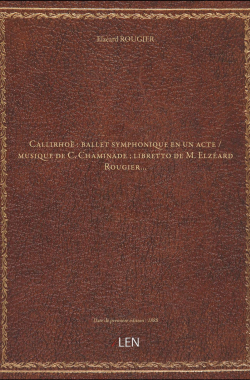 Elzéard ROUGIER
Callirhoë : ballet symphonique en un acte /
musique de C. Chaminade ; libretto de M. Elzéard
Rougier...
Date de première édition : 1888
LEN